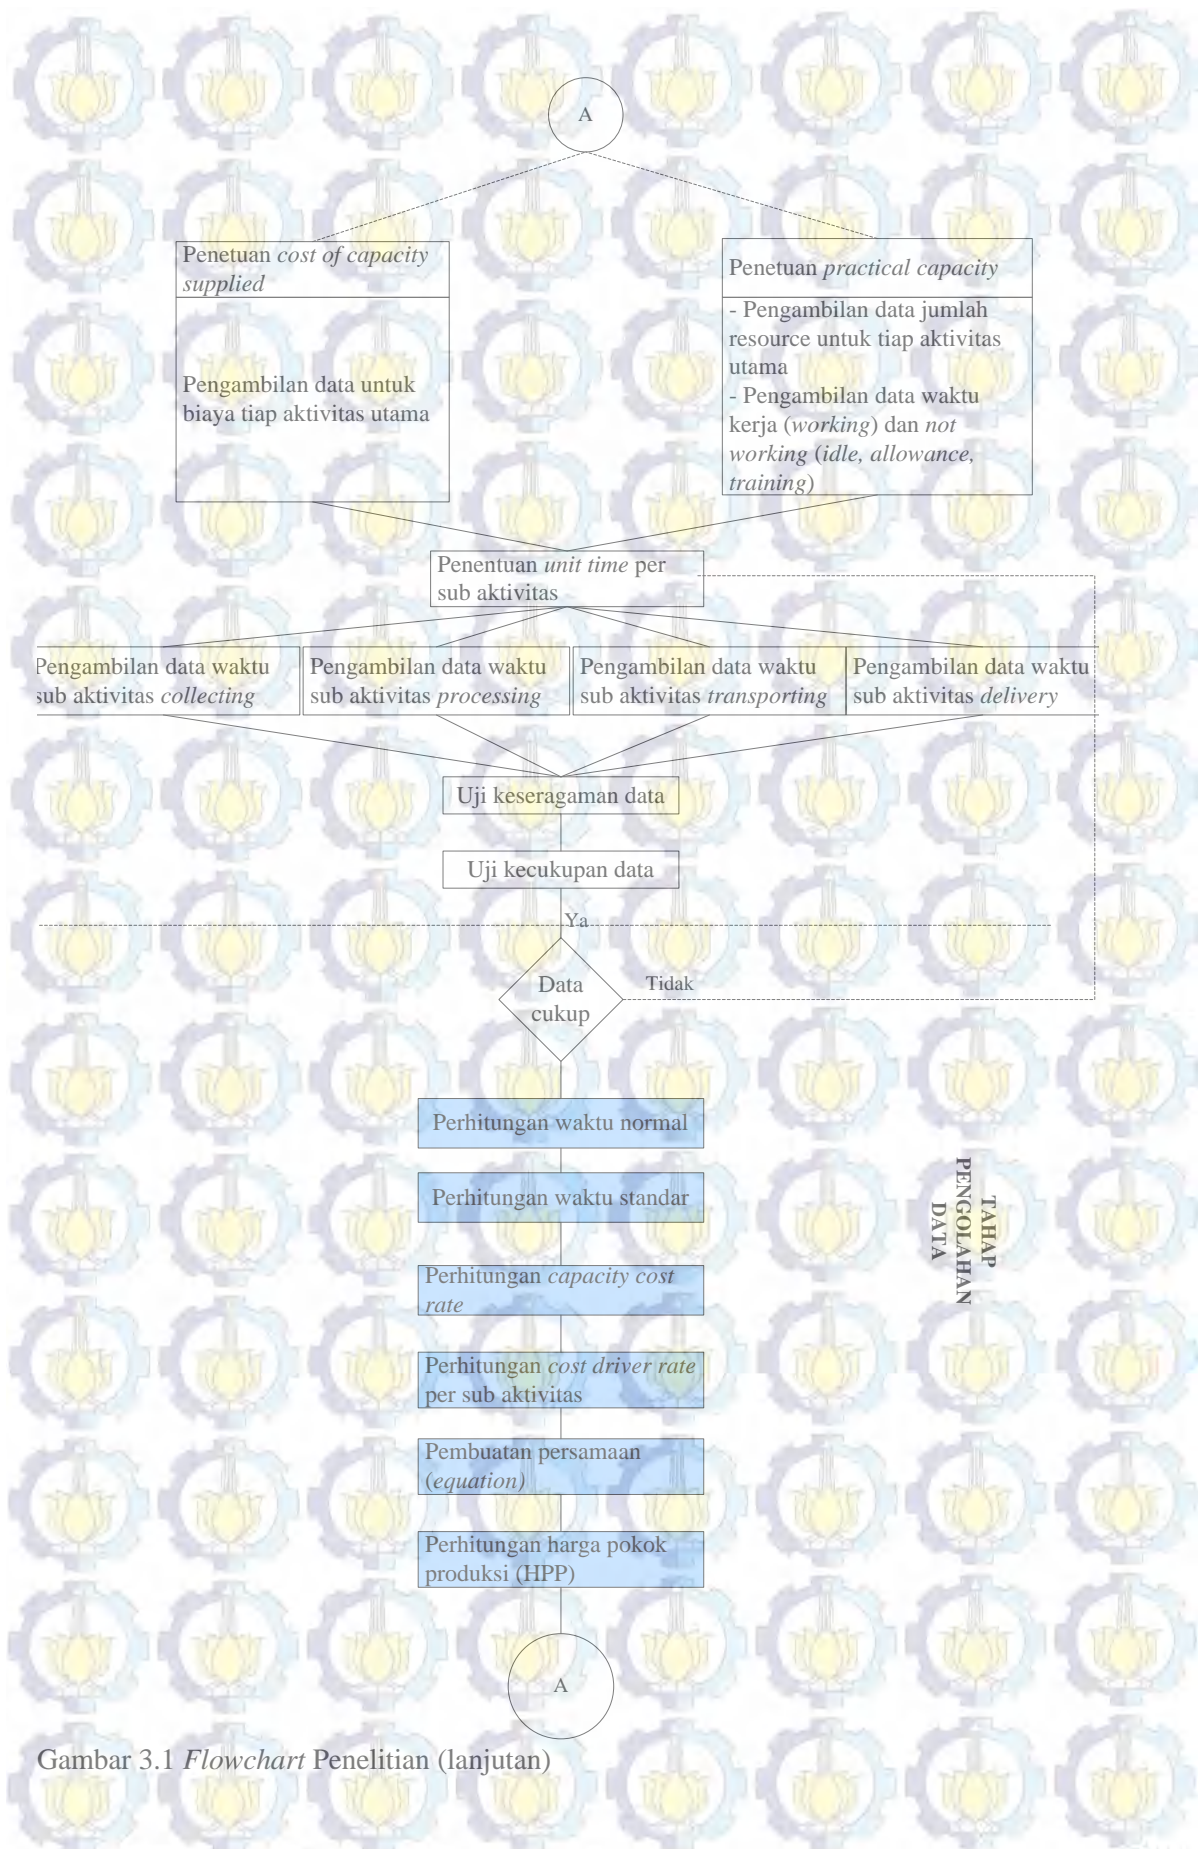 A
Penetuan cost of capacity
supplied
Pengambilan data untuk
biaya tiap aktivitas utama
Penetuan practical capacity
- Pengambilan data jumlah
resource untuk tiap aktivitas
utama
- Pengambilan data waktu
kerja (working) dan not
working (idle, allowance,
training)
Penentuan unit time per
sub aktivitas
Pengambilan data waktu
sub aktivitas collecting
Pengambilan data waktu
sub aktivitas processing
Pengambilan data waktu
sub aktivitas transporting
Pengambilan data waktu
sub aktivitas delivery
Uji keseragaman data
Uji kecukupan data
Ya
Data
cukup
Tidak
Perhitungan waktu normal
Perhitungan waktu standar
TAHAP
PENGOLAHAN
DATA
Perhitungan capacity cost
rate
Perhitungan cost driver rate
per sub aktivitas
Pembuatan persamaan
(equation)
Perhitungan harga pokok
produksi (HPP)
A
Gambar 3.1 Flowchart Penelitian (lanjutan)